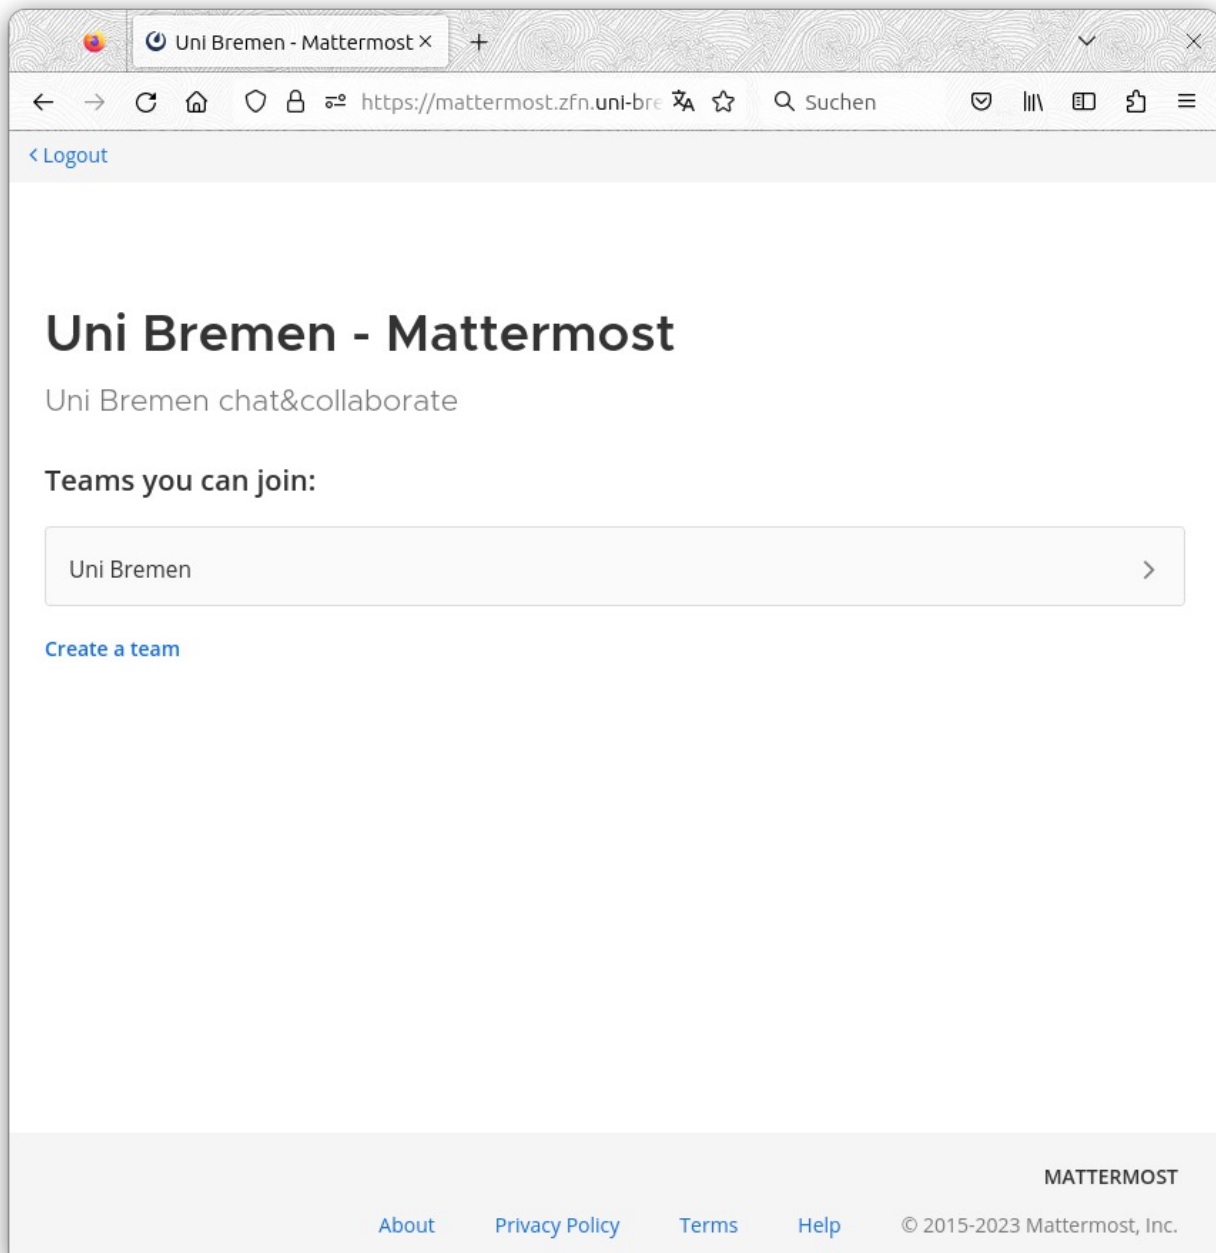 Uni Bremen - Mattermost
https://mattermost.zfn.uni-bre
Suchen
Logout
Uni Bremen - Mattermost
Uni Bremen chat&collaborate
Teams you can join:
Uni Bremen
Create a team
MATTERMOST
About Privacy Policy Terms Help © 2015-2023 Mattermost, Inc.